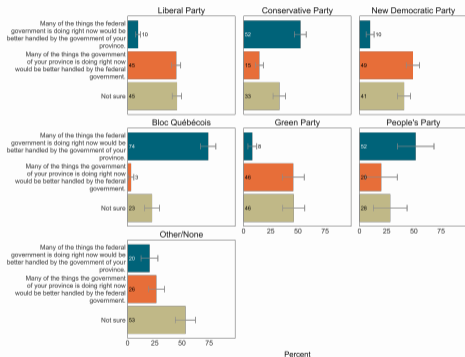 Liberal Party
Conservative Party
New Democratic Party
Many of the things the federal
government is doing right now would be
better handled by the government of your
province.
10
52
10
Many of the things the government
of your province is doing right now
would be better handled by the federal
government.
45
15
49
Not sure
45
33
41
Bloc Québécois
Green Party
People's Party
Many of the things the federal
government is doing right now would be
better handled by the government of your
province.
74
8
52
Many of the things the government
of your province is doing right now
would be better handled by the federal
government.
3
46
20
Not sure
23
46
28
Other/None
0 25 50 75
0 25 50 75
Many of the things the federal
government is doing right now would be
better handled by the government of your
province.
20
Many of the things the government
of your province is doing right now
would be better handled by the federal
government.
26
Not sure
53
0 25 50 75
Percent